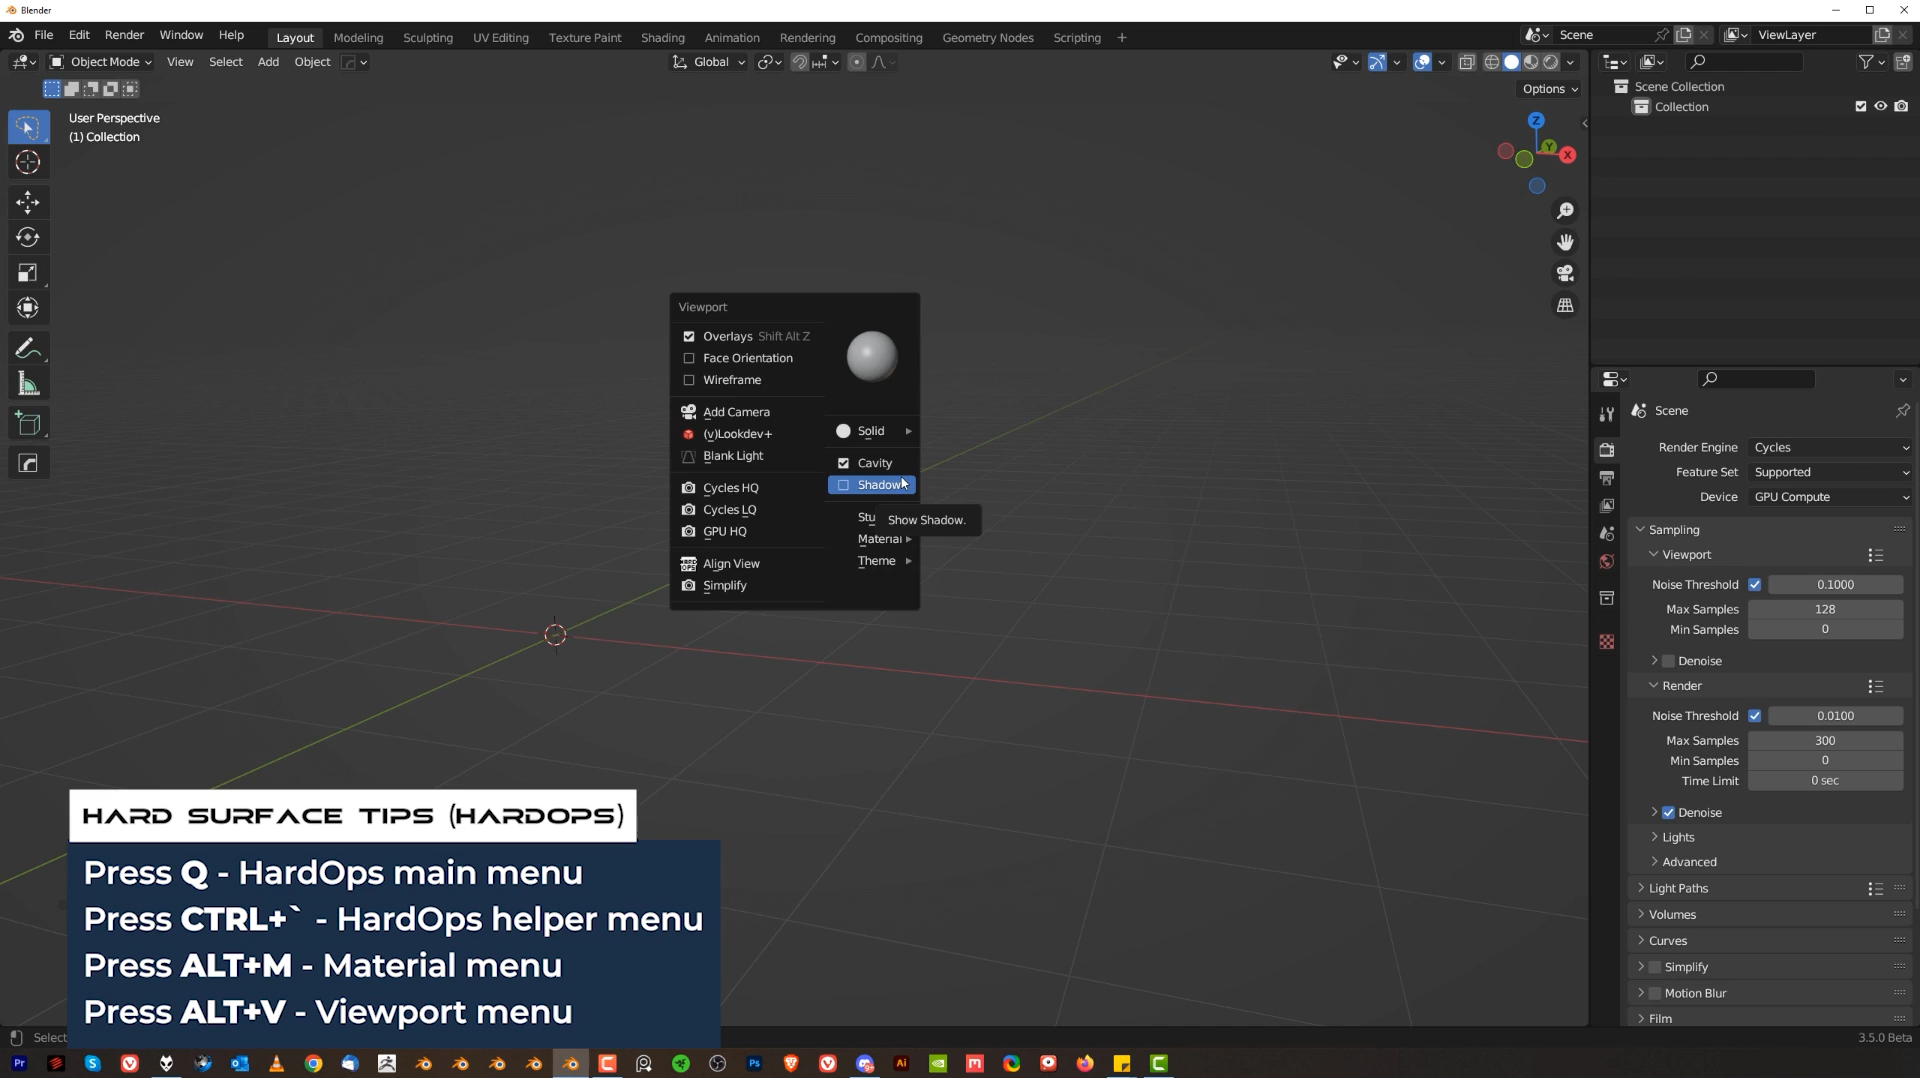 Blender
File Edit Render Window Help Layout Modeling Sculpting UV Editing Texture Paint Shading Animation Rendering Compositing Geometry Nodes Scripting + Scene ViewLayer
Object Mode View Select Add Object Global
Options
User Perspective
(1) Collection
Z
Y
X
Scene Collection
Collection
Viewport
Overlays Shift Alt Z
Face Orientation
Wireframe
Add Camera
(v)Lookdev+
Blank Light
Cycles HQ
Cycles LQ
GPU HQ
Align View
Simplify
Solid
Cavity
Shadow
Stu
Show Shadow.
Material
Theme
Scene
Render Engine Cycles
Feature Set Supported
Device GPU Compute
Sampling
Viewport
Noise Threshold 0.1000
Max Samples 128
Min Samples 0
Denoise
Render
Noise Threshold 0.0100
Max Samples 300
Min Samples 0
Time Limit 0 sec
Denoise
Lights
Advanced
Light Paths
Volumes
Curves
Simplify
Motion Blur
Film
HARD SURFACE TIPS (HARDOPS)
Press Q - HardOps main menu
Press CTRL+` - HardOps helper menu
Press ALT+M - Material menu
Press ALT+V - Viewport menu
Select
3.5.0 Beta
Pr
Ps
Ai